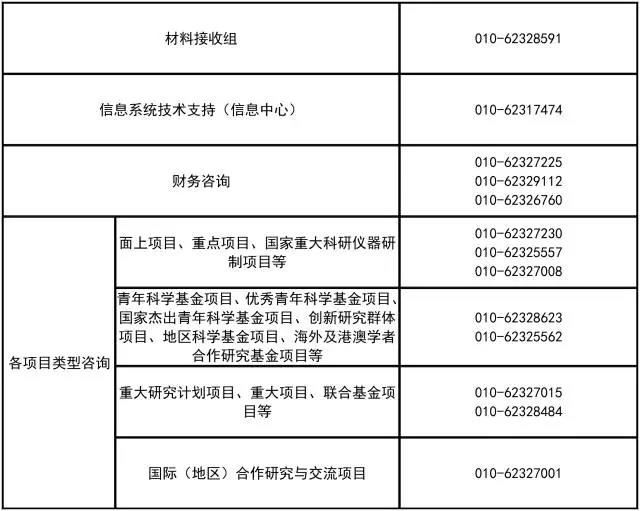 材料接收组
010-62328591
信息系统技术支持（信息中心）
010-62317474
财务咨询
010-62327225
010-62329112
010-62326760
各项目类型咨询
面上项目、重点项目、国家重大科研仪器研
制项目等
010-62327230
010-62325557
010-62327008
青年科学基金项目、优秀青年科学基金项目、
国家杰出青年科学基金项目、创新研究群体
项目、地区科学基金项目、海外及港澳学者
合作研究基金项目等
010-62328623
010-62325562
重大研究计划项目、重大项目、联合基金项
目等
010-62327015
010-62328484
国际（地区）合作研究与交流项目
010-62327001